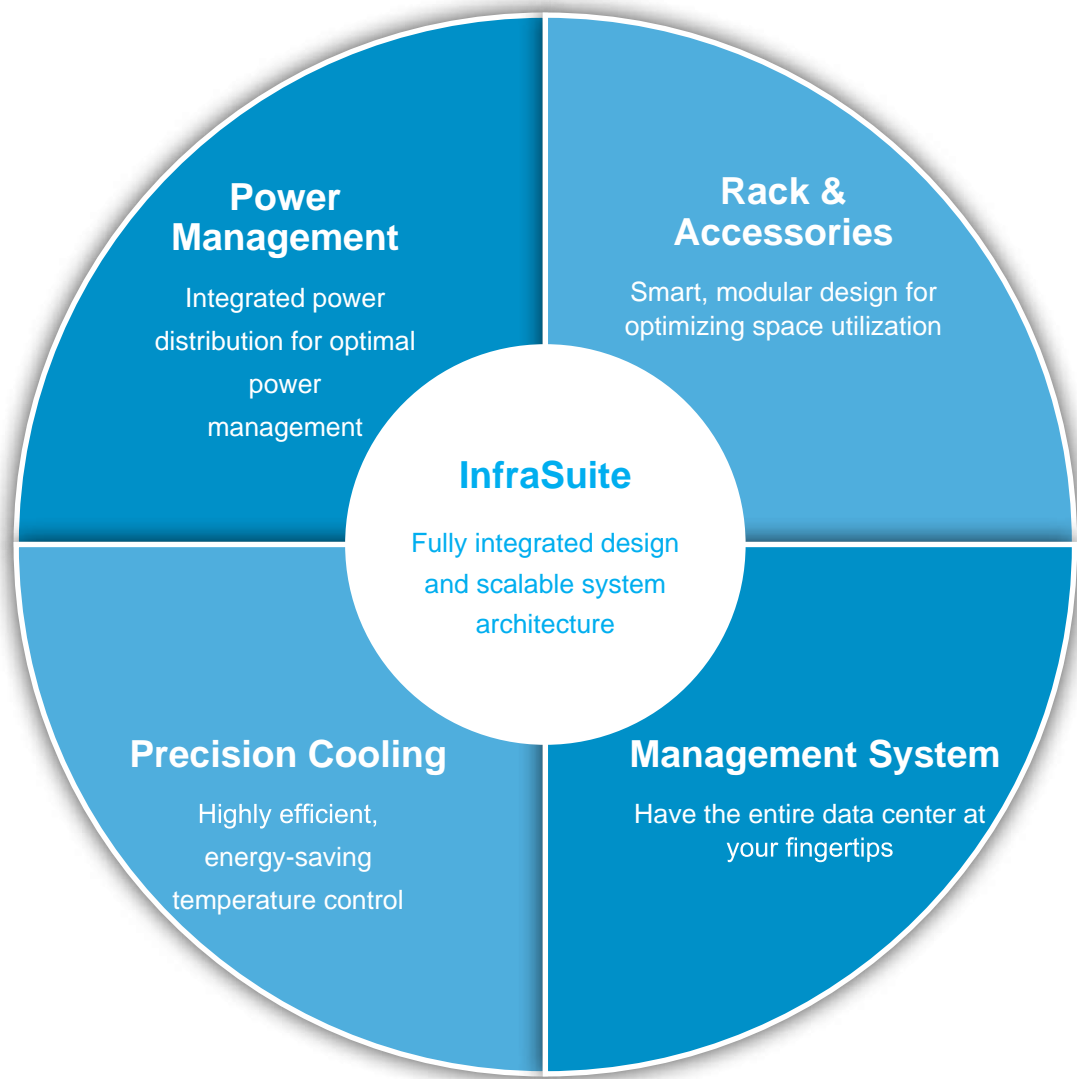 Power
Management
Integrated power
distribution for optimal
power
management
Rack &
Accessories
Smart, modular design for
optimizing space utilization
InfraSuite
Fully integrated design
and scalable system
architecture
Precision Cooling
Highly efficient,
energy-saving
temperature control
Management System
Have the entire data center at
your fingertips